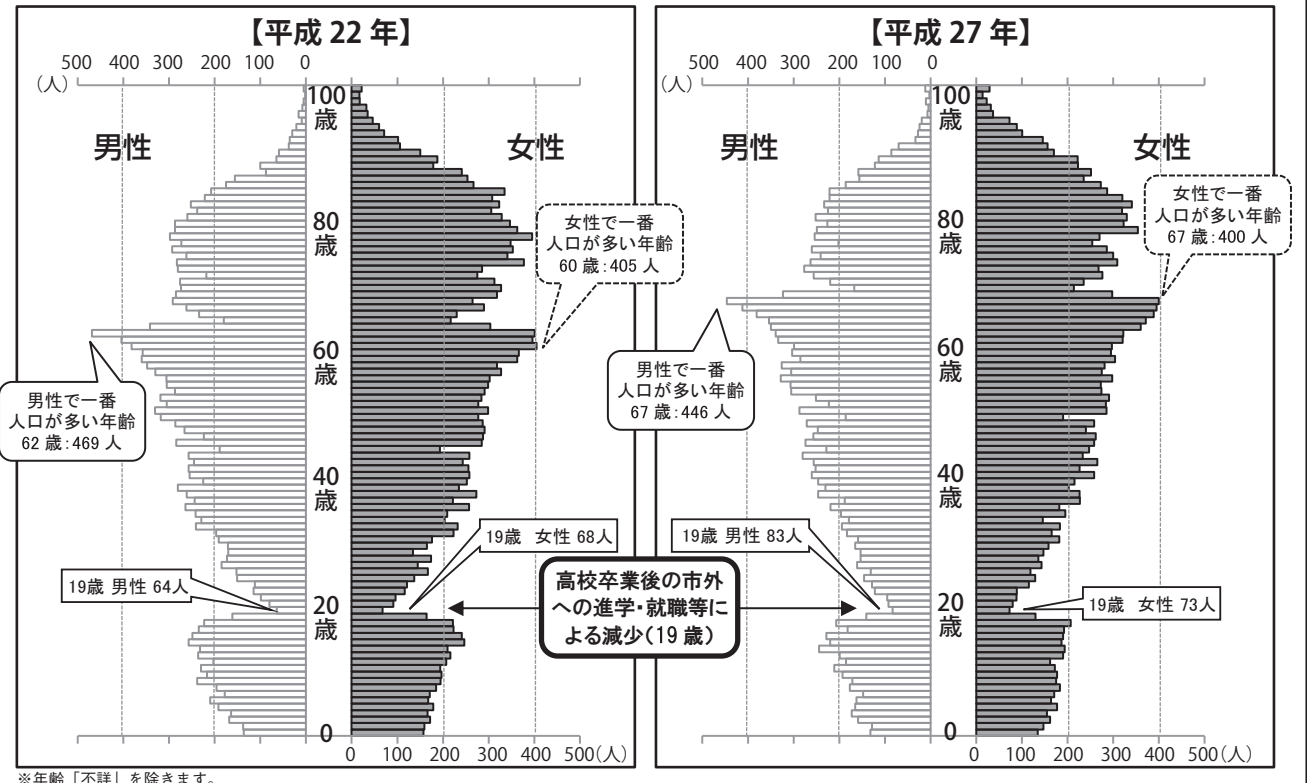 【平成 22 年】
500 400 300 200 100 0
(人)
男性
女性
100
歳
80
歳
60
歳
40
歳
20
歳
0
女性で一番
人口が多い年齢
60 歳:405 人
男性で一番
人口が多い年齢
62 歳:469 人
19歳 女性 68人
19歳 男性 64人
0 100 200 300 400 500(人)
高校卒業後の市外
への進学・就職等に
よる減少(19 歳)
【平成 27 年】
500 400 300 200 100 0
(人)
男性
女性
100
歳
80
歳
60
歳
40
歳
20
歳
0
女性で一番
人口が多い年齢
67 歳:400 人
男性で一番
人口が多い年齢
67 歳:446 人
19歳 男性 83人
19歳 女性 73人
0 100 200 300 400 500(人)
※年齢「不詳」を除きます。